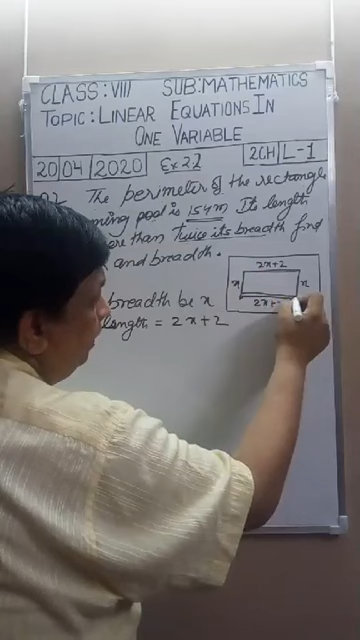 CLASS: VIII SUB: MATHEMATICS
TOPIC: LINEAR EQUATIONS IN
ONE VARIABLE
20 04 2020 Ex 2.2 2CH L-1
The perimeter of the rectangle
pool is 154 m Its length
than twice its breadth find
and breadth.
2x+2
x x
breadth be x
length = 2x+2